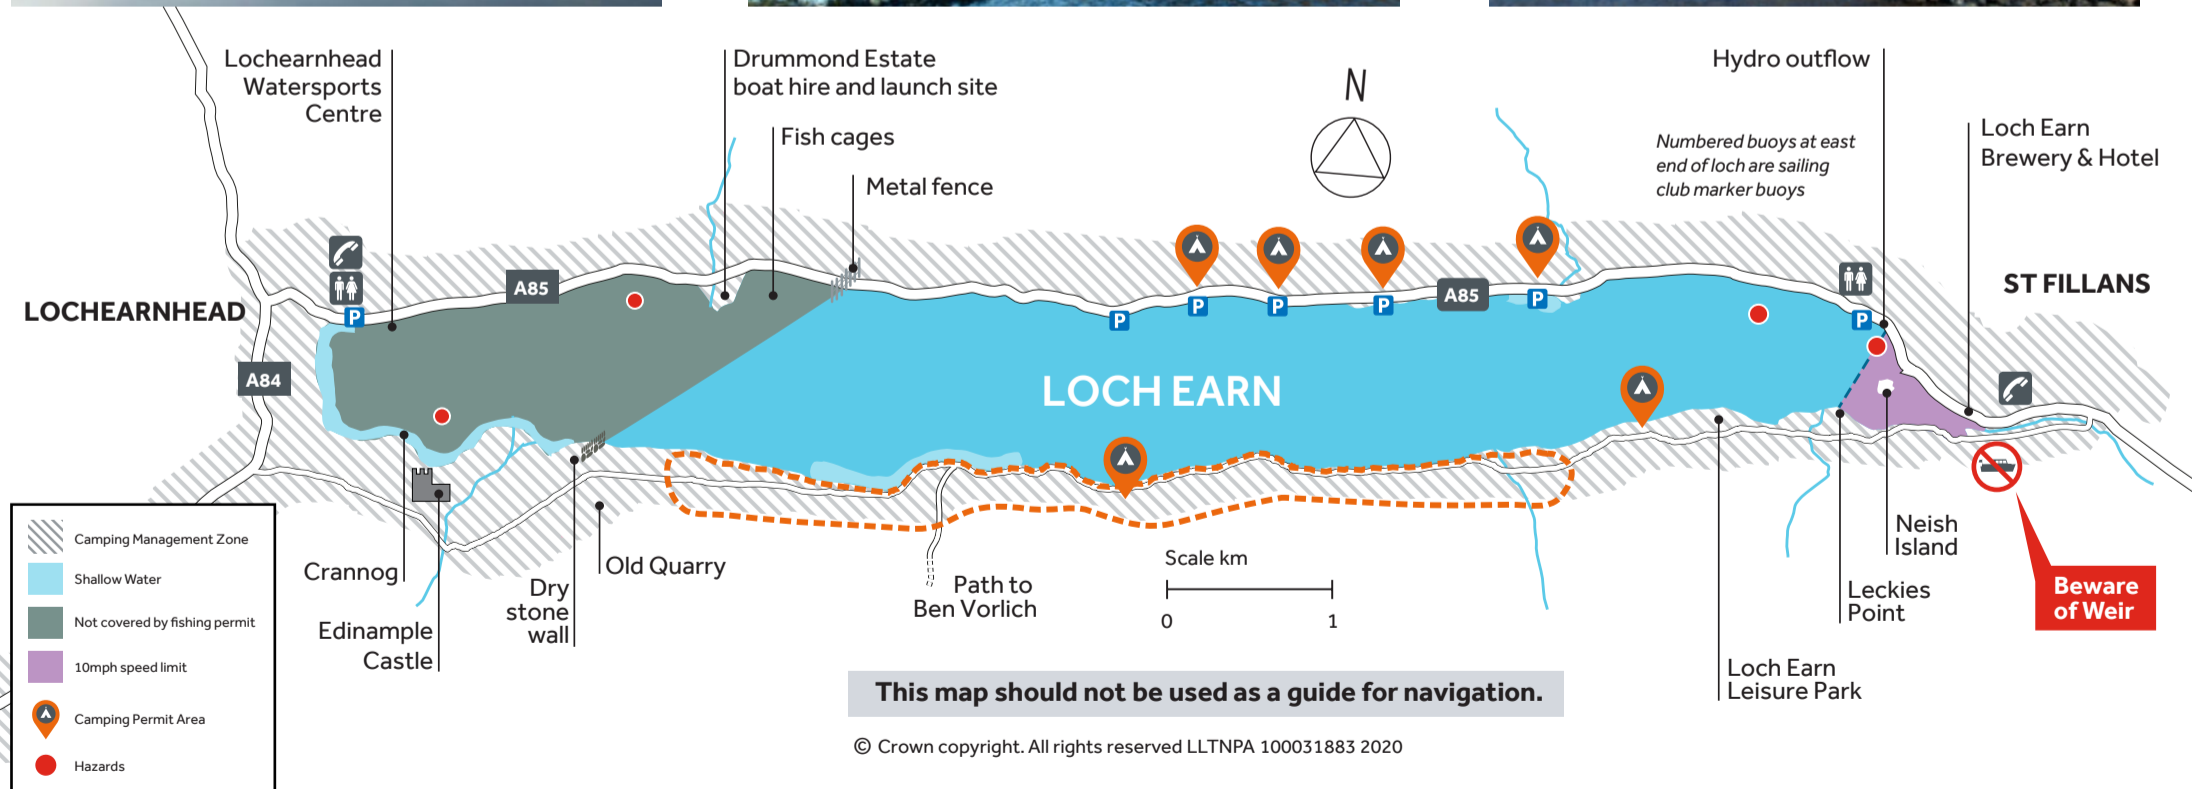 Lochearnhead
Watersports
Centre
Drummond Estate
boat hire and launch site
Fish cages
Metal fence
N
Hydro outflow
Numbered buoys at east
end of loch are sailing
club marker buoys
Loch Earn
Brewery & Hotel
LOCHEARNHEAD
ST FILLANS
A85
A85
A84
P
P
P
P
P
P
P
LOCH EARN
Camping Management Zone
Shallow Water
Not covered by fishing permit
10mph speed limit
Camping Permit Area
Hazards
Crannog
Edinample
Castle
Dry
stone
wall
Old Quarry
Path to
Ben Vorlich
Scale km
0 1
Neish
Island
Leckies
Point
Loch Earn
Leisure Park
Beware
of Weir
This map should not be used as a guide for navigation.
© Crown copyright. All rights reserved LLTNPA 100031883 2020